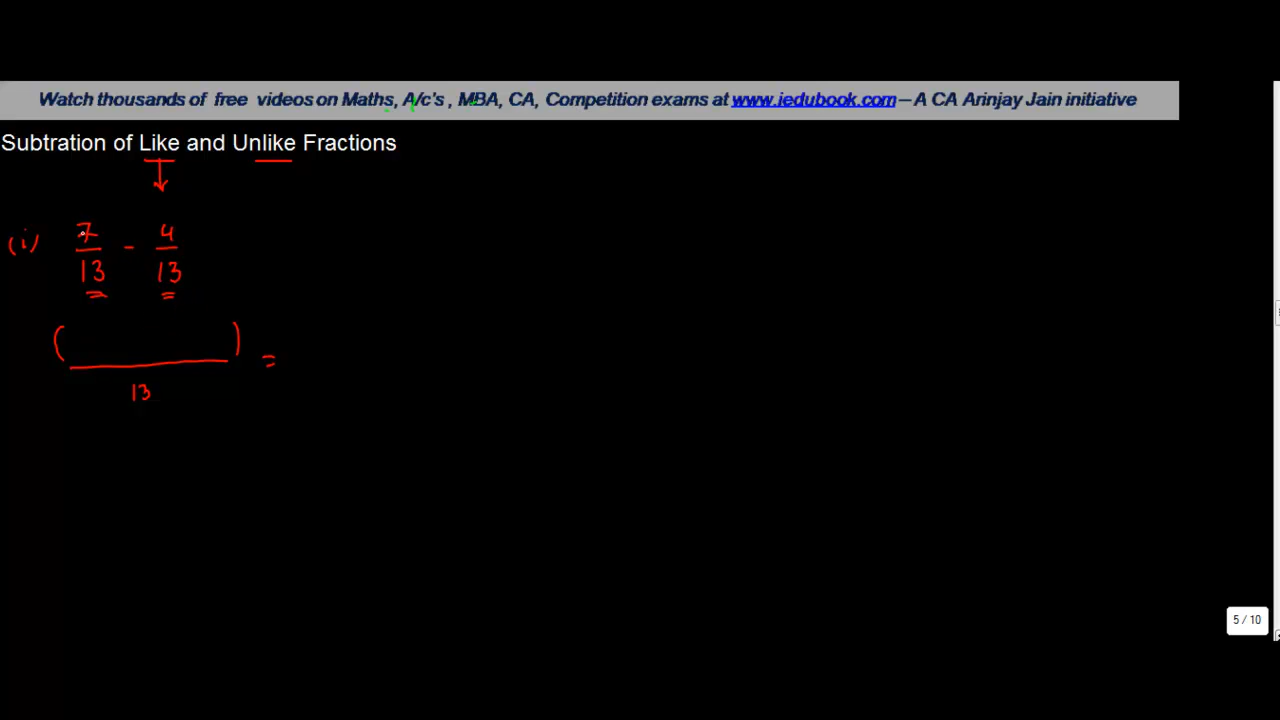 Watch thousands of free videos on Maths, A/c's , MBA, CA, Competition exams at www.iedubook.com – A CA Arinjay Jain initiative
Subtration of Like and Unlike Fractions
(i) 7/13 - 4/13
( )/13 =
5 / 10